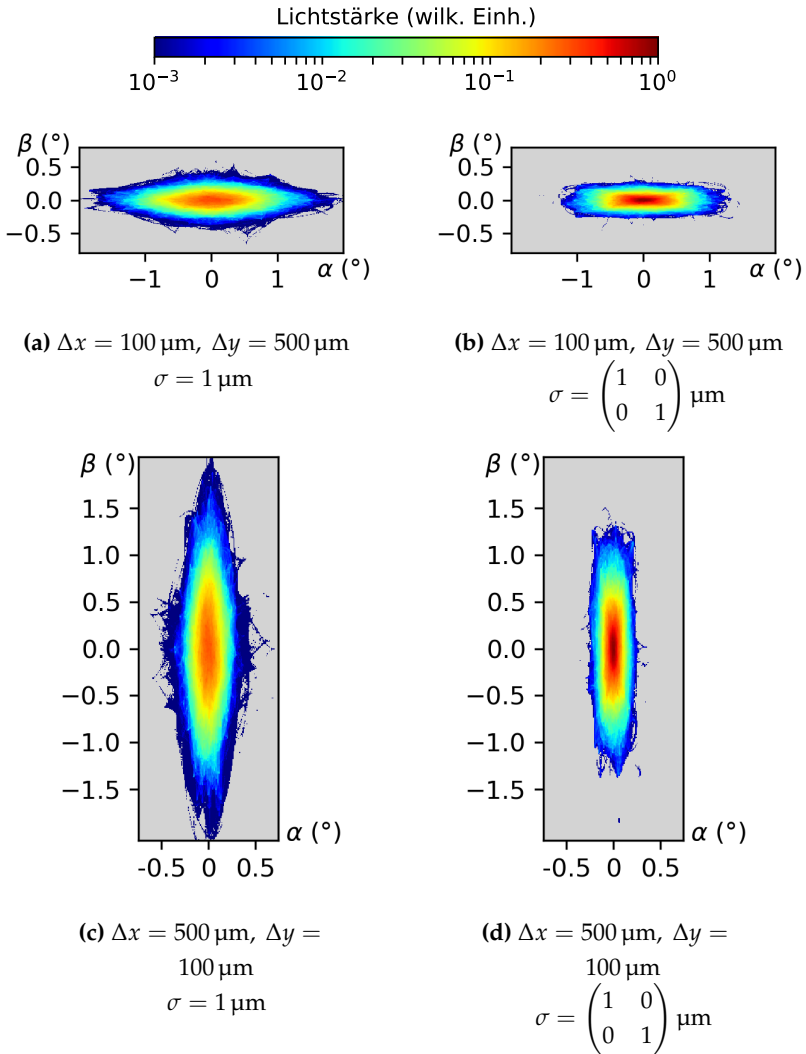 Lichtstärke (wilk. Einh.)
10⁻³ 10⁻² 10⁻¹ 10⁰
β (°)
0.5
0.0
−0.5
−1 0 1
α (°)
β (°)
0.5
0.0
−0.5
−1 0 1
α (°)
(a) Δx = 100 µm, Δy = 500 µm
σ = 1 µm
(b) Δx = 100 µm, Δy = 500 µm
σ = (1 0
0 1) µm
β (°)
1.5
1.0
0.5
0.0
−0.5
−1.0
−1.5
α (°)
-0.5 0 0.5
β (°)
1.5
1.0
0.5
0.0
−0.5
−1.0
−1.5
α (°)
-0.5 0 0.5
(c) Δx = 500 µm, Δy =
100 µm
σ = 1 µm
(d) Δx = 500 µm, Δy =
100 µm
σ = (1 0
0 1) µm